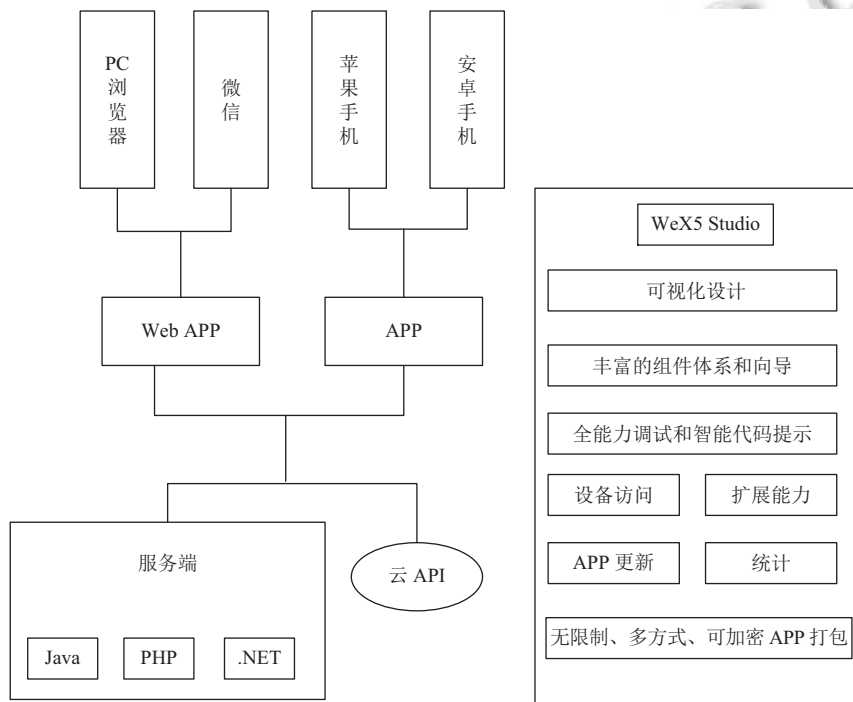 PC
浏
览
器
微
信
苹
果
手
机
安
卓
手
机
WeX5 Studio
可视化设计
Web APP
APP
丰富的组件体系和向导
全能力调试和智能代码提示
设备访问
扩展能力
服务端
云 API
APP 更新
统计
无限制、多方式、可加密 APP 打包
Java
PHP
.NET